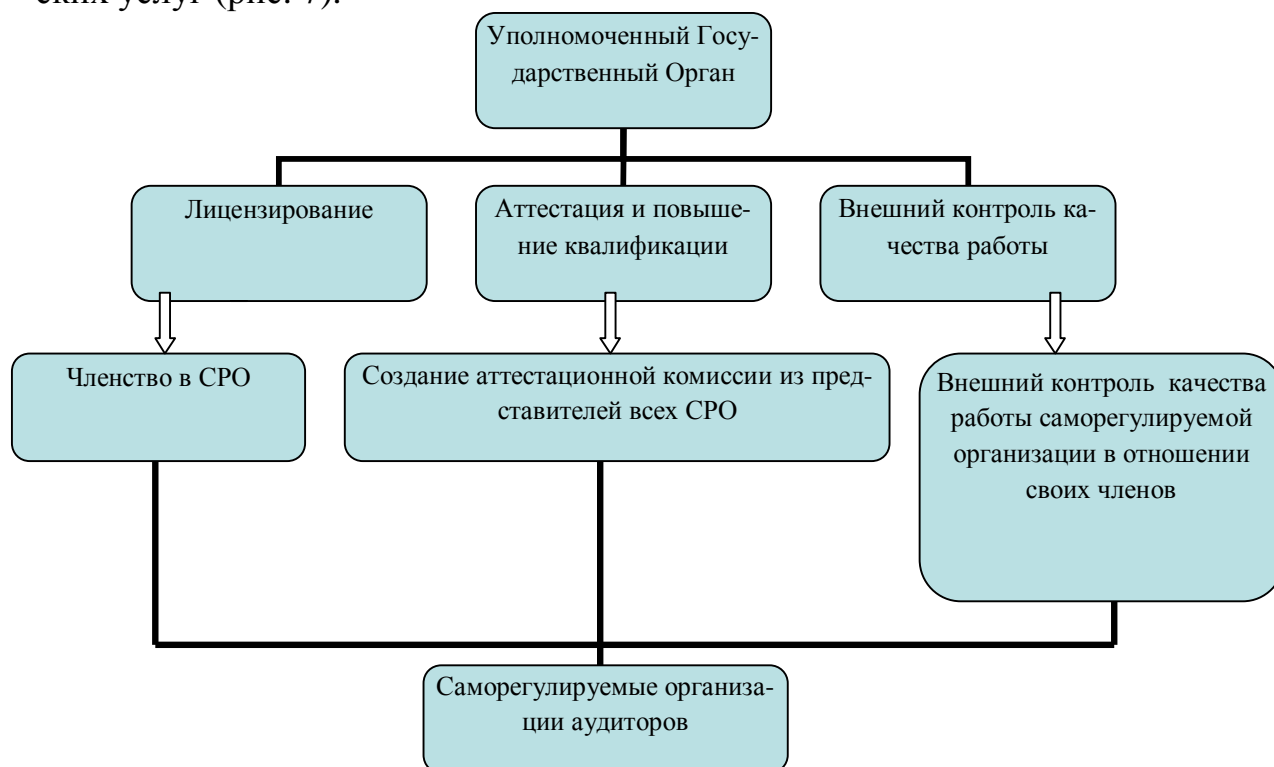 ских услуг (рис. 7).
Уполномоченный Госу-
дарственный Орган
Лицензирование
Аттестация и повыше-
ние квалификации
Внешний контроль ка-
чества работы
Членство в СРО
Создание аттестационной комиссии из пред-
ставителей всех СРО
Внешний контроль качества
работы саморегулируемой
организации в отношении
своих членов
Саморегулируемые организа-
ции аудиторов